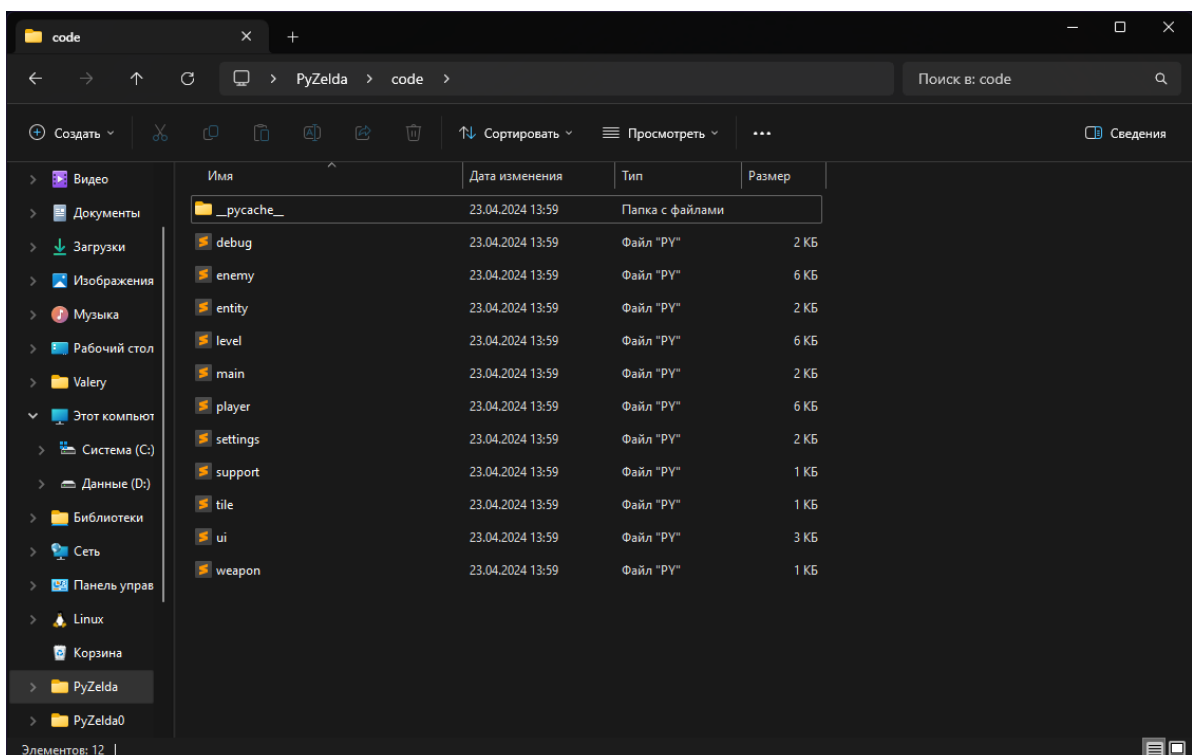 code
PyZelda > code >
Поиск в: code
Создать
Сортировать
Просмотреть
Сведения
Видео
Документы
Загрузки
Изображения
Музыка
Рабочий стол
Valery
Этот компьют
Система (C:)
Данные (D:)
Библиотеки
Сеть
Панель управ
Linux
Корзина
PyZelda
PyZelda0
Имя Дата изменения Тип Размер
__pycache__ 23.04.2024 13:59 Папка с файлами
debug 23.04.2024 13:59 Файл "PY" 2 КБ
enemy 23.04.2024 13:59 Файл "PY" 6 КБ
entity 23.04.2024 13:59 Файл "PY" 2 КБ
level 23.04.2024 13:59 Файл "PY" 6 КБ
main 23.04.2024 13:59 Файл "PY" 2 КБ
player 23.04.2024 13:59 Файл "PY" 6 КБ
settings 23.04.2024 13:59 Файл "PY" 2 КБ
support 23.04.2024 13:59 Файл "PY" 1 КБ
tile 23.04.2024 13:59 Файл "PY" 1 КБ
ui 23.04.2024 13:59 Файл "PY" 3 КБ
weapon 23.04.2024 13:59 Файл "PY" 1 КБ
Элементов: 12